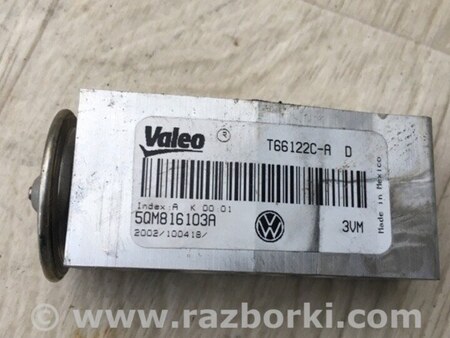 Valeo ® T66122C-A D
Made in Mexico
Index:A K 00 01
5QM816103A
2002/100418/
3VM
www.razborki.com